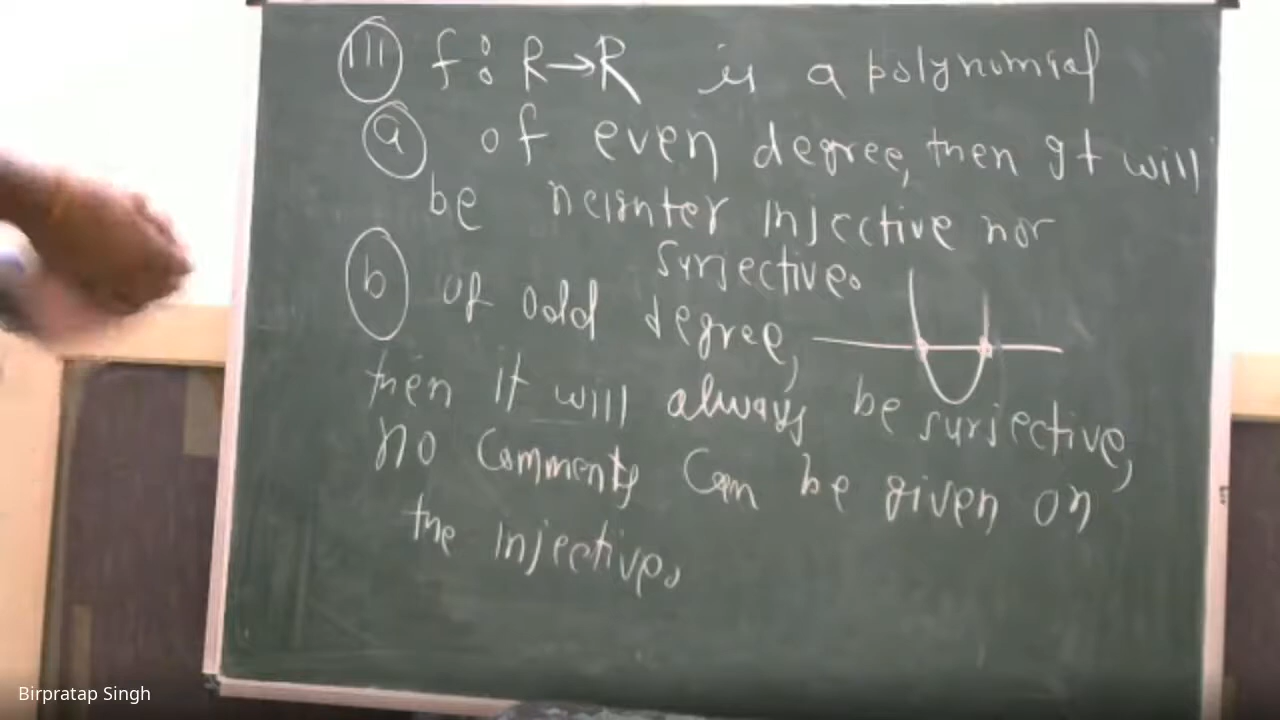 III f: R→R is a polynomial
a of even degree, then It will
be neighter injective nor
surjective.
b of odd degree,
then it will always be surjective,
no comments can be given on
the injective.
Birpratap Singh